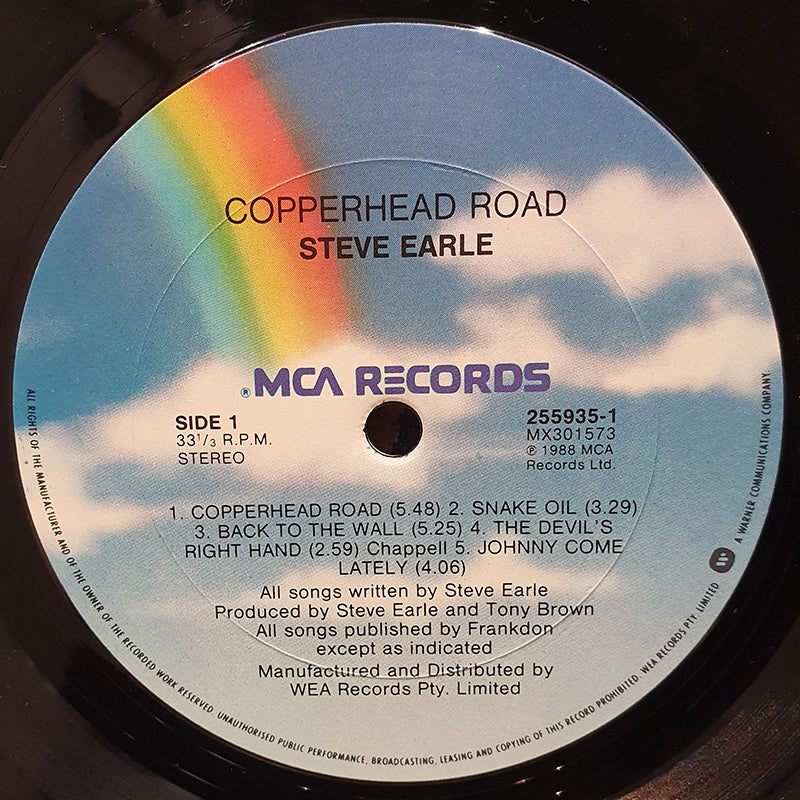 COPPERHEAD ROAD
STEVE EARLE
® MCA RECORDS
SIDE 1
33 1/3 R.P.M.
STEREO
255935-1
MX301573
℗ 1988 MCA
Records Ltd.
1. COPPERHEAD ROAD (5.48) 2. SNAKE OIL (3.29)
3. BACK TO THE WALL (5.25) 4. THE DEVIL'S
RIGHT HAND (2.59) Chappell 5. JOHNNY COME
LATELY (4.06)
All songs written by Steve Earle
Produced by Steve Earle and Tony Brown
All songs published by Frankdon
except as indicated
Manufactured and Distributed by
WEA Records Pty. Limited
ALL RIGHTS OF THE MANUFACTURER AND OF THE OWNER OF THE RECORDED WORK RESERVED. UNAUTHORISED PUBLIC PERFORMANCE, BROADCASTING, LEASING AND COPYING OF THIS RECORD PROHIBITED. WEA RECORDS PTY. LIMITED A WARNER COMMUNICATIONS COMPANY